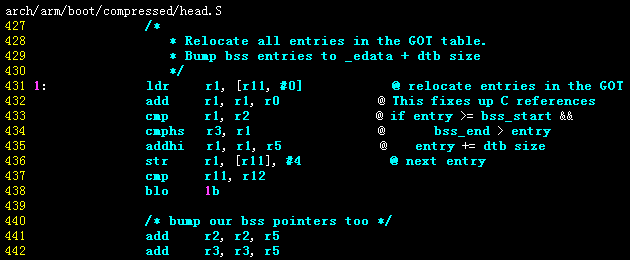 arch/arm/boot/compressed/head.S
427 /*
428 * Relocate all entries in the GOT table.
429 * Bump bss entries to _edata + dtb size
430 */
431 1: ldr r1, [r11, #0] @ relocate entries in the GOT
432 add r1, r1, r0 @ This fixes up C references
433 cmp r1, r2 @ if entry >= bss_start &&
434 cmphs r3, r1 @ bss_end > entry
435 addhi r1, r1, r5 @ entry += dtb size
436 str r1, [r11], #4 @ next entry
437 cmp r11, r12
438 blo 1b
439
440 /* bump our bss pointers too */
441 add r2, r2, r5
442 add r3, r3, r5